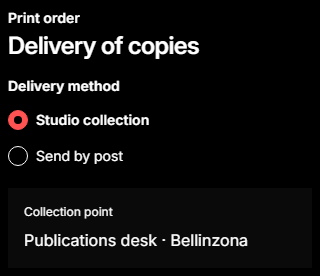 Print order
Delivery of copies
Delivery method
Studio collection
Send by post
Collection point
Publications desk · Bellinzona